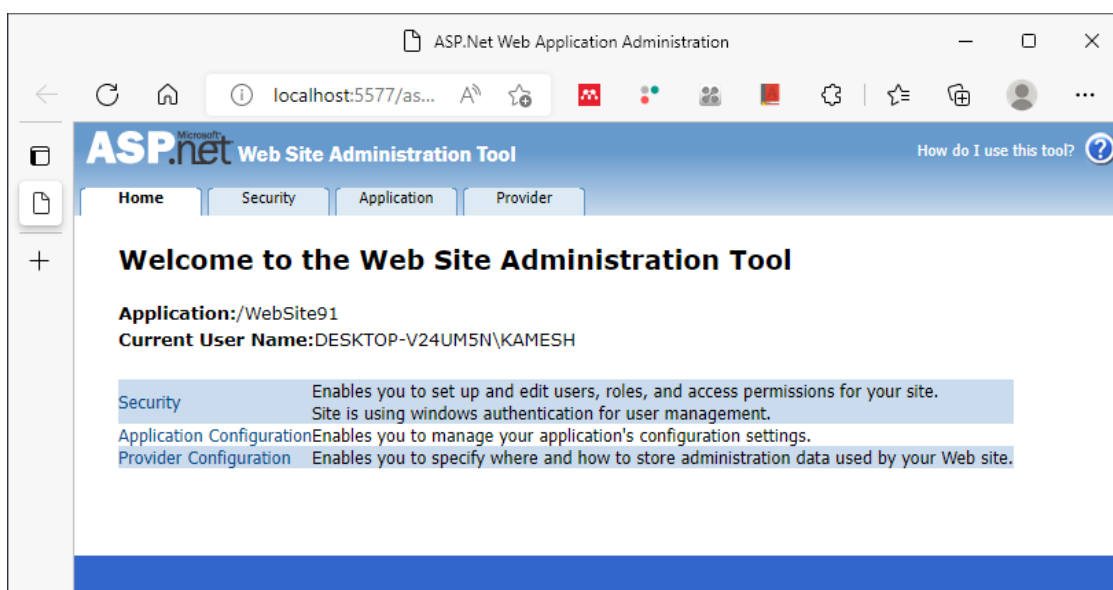 ASP.Net Web Application Administration
localhost:5577/as...
Microsoft
ASP.net Web Site Administration Tool
How do I use this tool? ?
Home Security Application Provider
Welcome to the Web Site Administration Tool
Application:/WebSite91
Current User Name:DESKTOP-V24UM5N\KAMESH
Security Enables you to set up and edit users, roles, and access permissions for your site.
Site is using windows authentication for user management.
Application Configuration Enables you to manage your application's configuration settings.
Provider Configuration Enables you to specify where and how to store administration data used by your Web site.